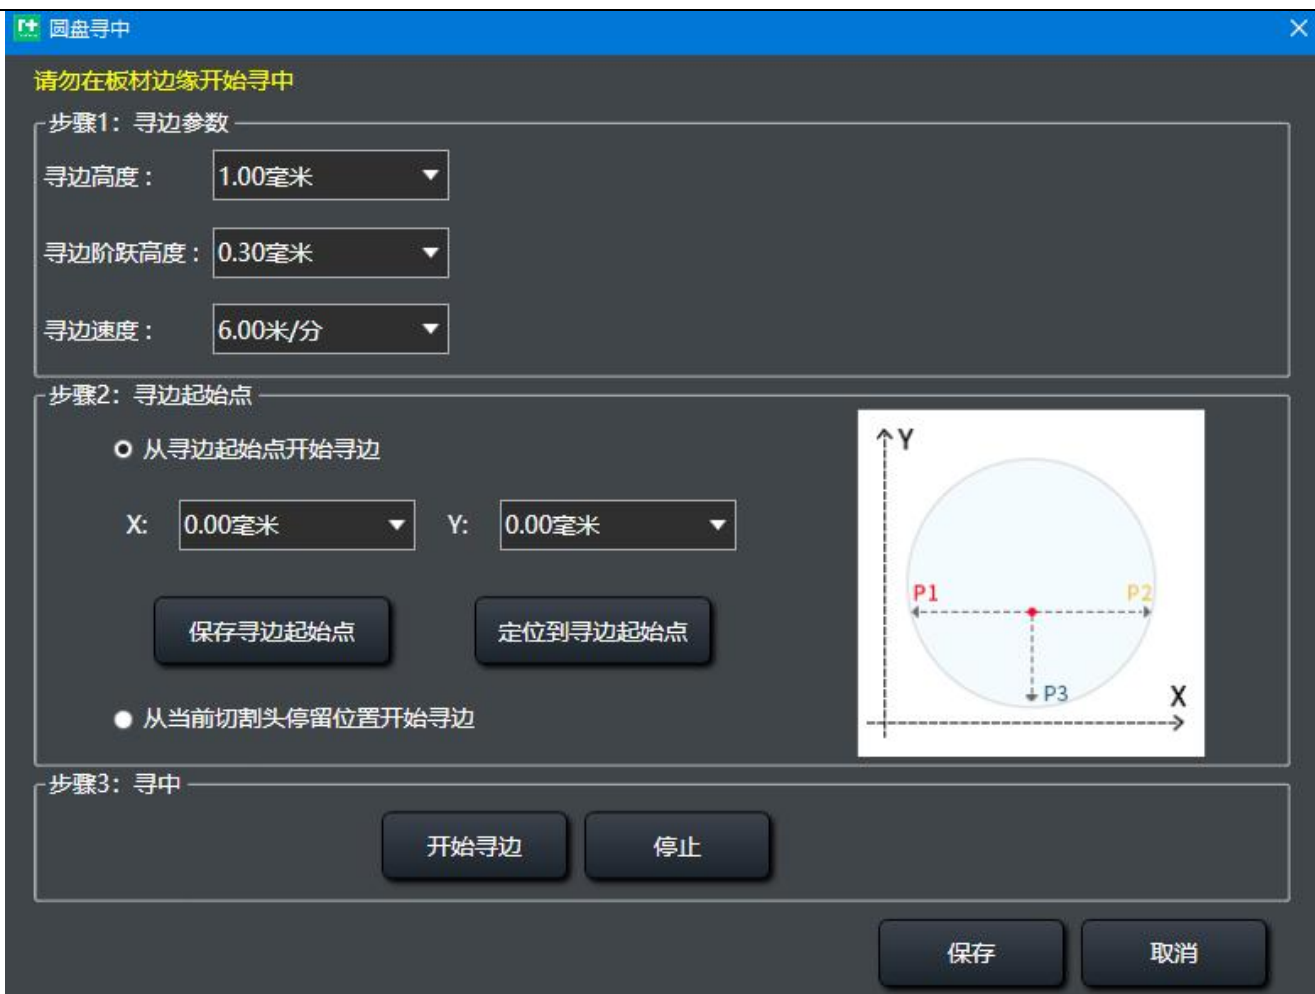 圆盘寻中
请勿在板材边缘开始寻中
步骤1：寻边参数
寻边高度： 1.00毫米
寻边阶跃高度： 0.30毫米
寻边速度： 6.00米/分
步骤2：寻边起始点
从寻边起始点开始寻边
X: 0.00毫米 Y: 0.00毫米
保存寻边起始点 定位到寻边起始点
从当前切割头停留位置开始寻边
Y
P1 P2
P3 X
步骤3：寻中
开始寻边 停止
保存 取消